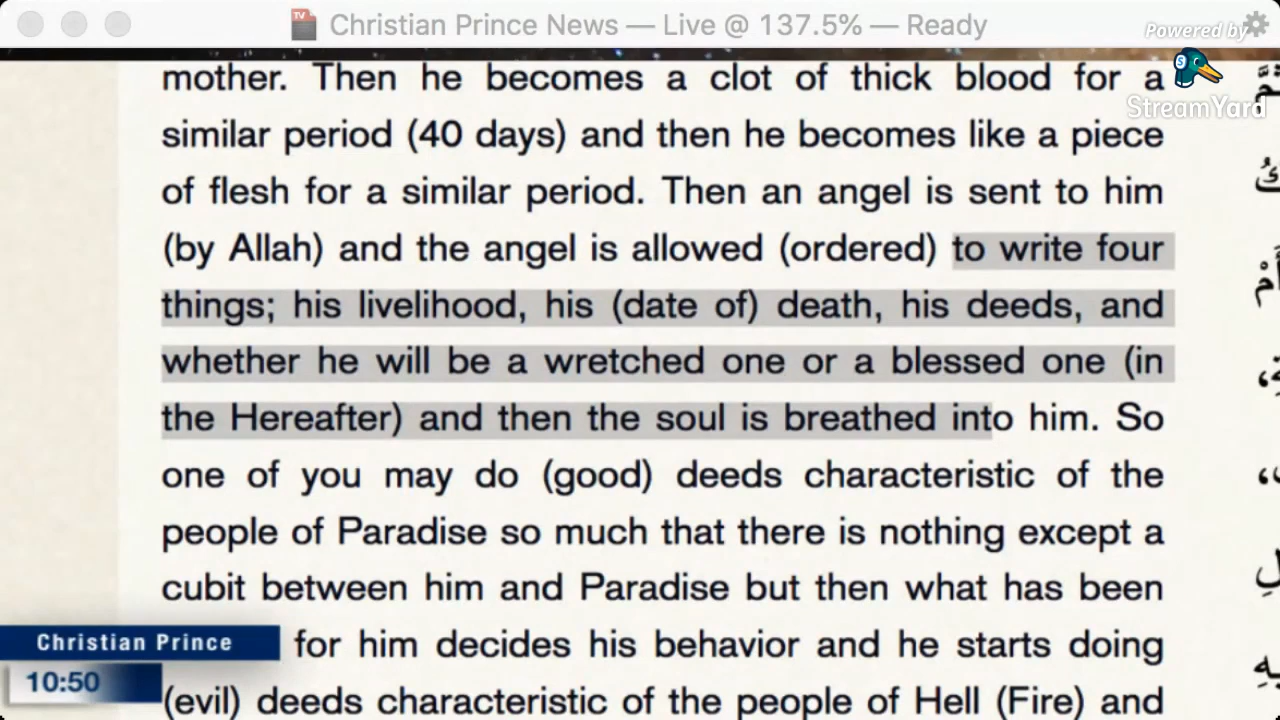 Christian Prince News — Live @ 137.5% — Ready
Powered by
StreamYard
mother. Then he becomes a clot of thick blood for a
similar period (40 days) and then he becomes like a piece
of flesh for a similar period. Then an angel is sent to him
(by Allah) and the angel is allowed (ordered) to write four
things; his livelihood, his (date of) death, his deeds, and
whether he will be a wretched one or a blessed one (in
the Hereafter) and then the soul is breathed into him. So
one of you may do (good) deeds characteristic of the
people of Paradise so much that there is nothing except a
cubit between him and Paradise but then what has been
for him decides his behavior and he starts doing
(evil) deeds characteristic of the people of Hell (Fire) and
Christian Prince
10:50